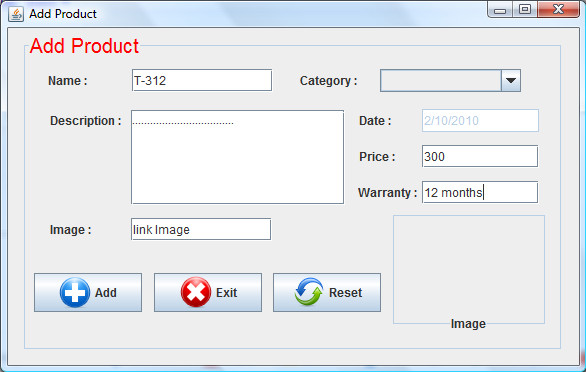 Add Product
Add Product
Name : T-312 Category :
Description : .................................. Date : 2/10/2010
Price : 300
Warranty : 12 months
Image : link Image
Add Exit Reset
Image